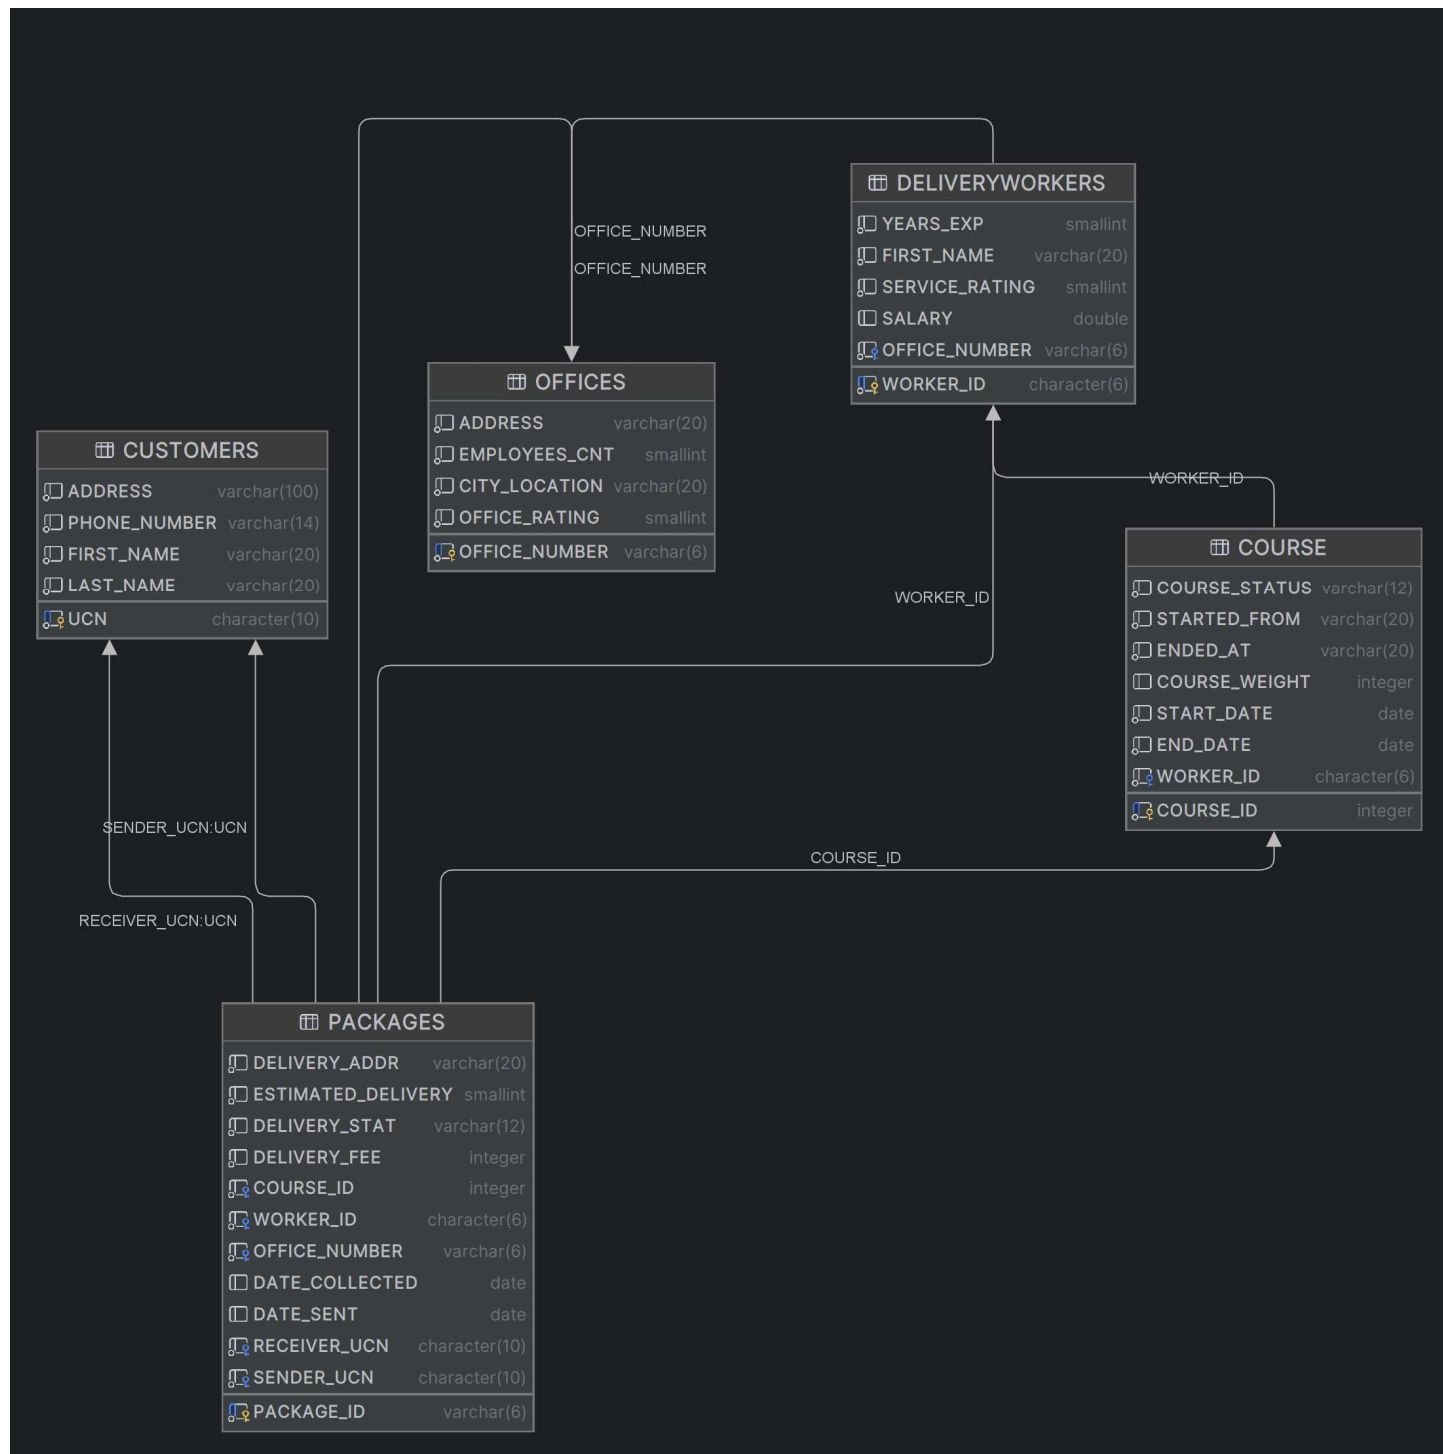 OFFICE_NUMBER
OFFICE_NUMBER
DELIVERYWORKERS
YEARS_EXP smallint
FIRST_NAME varchar(20)
SERVICE_RATING smallint
SALARY double
OFFICE_NUMBER varchar(6)
WORKER_ID character(6)
OFFICES
ADDRESS varchar(20)
EMPLOYEES_CNT smallint
CITY_LOCATION varchar(20)
OFFICE_RATING smallint
OFFICE_NUMBER varchar(6)
CUSTOMERS
ADDRESS varchar(100)
PHONE_NUMBER varchar(14)
FIRST_NAME varchar(20)
LAST_NAME varchar(20)
UCN character(10)
WORKER_ID
WORKER_ID
COURSE
COURSE_STATUS varchar(12)
STARTED_FROM varchar(20)
ENDED_AT varchar(20)
COURSE_WEIGHT integer
START_DATE date
END_DATE date
WORKER_ID character(6)
COURSE_ID integer
SENDER_UCN:UCN
COURSE_ID
RECEIVER_UCN:UCN
PACKAGES
DELIVERY_ADDR varchar(20)
ESTIMATED_DELIVERY smallint
DELIVERY_STAT varchar(12)
DELIVERY_FEE integer
COURSE_ID integer
WORKER_ID character(6)
OFFICE_NUMBER varchar(6)
DATE_COLLECTED date
DATE_SENT date
RECEIVER_UCN character(10)
SENDER_UCN character(10)
PACKAGE_ID varchar(6)